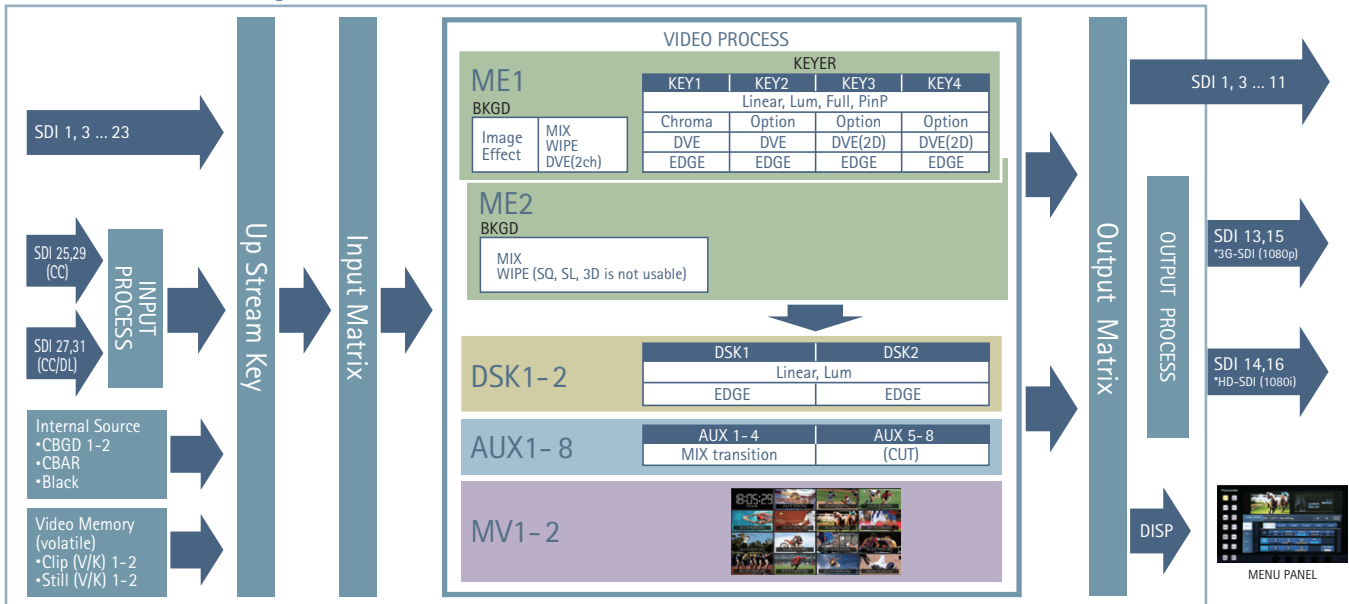 VIDEO PROCESS
SDI 1, 3 ... 23
SDI 25,29
(CC)
SDI 27,31
(CC/DL)
INPUT
PROCESS
Internal Source
•CBGD 1-2
•CBAR
•Black
Video Memory
(volatile)
•Clip (V/K) 1-2
•Still (V/K) 1-2
Up Stream Key
Input Matrix
ME1
BKGD
Image
Effect
MIX
WIPE
DVE(2ch)
KEYER
KEY1 KEY2 KEY3 KEY4
Linear, Lum, Full, PinP
Chroma Option Option Option
DVE DVE DVE(2D) DVE(2D)
EDGE EDGE EDGE EDGE
ME2
BKGD
MIX
WIPE (SQ, SL, 3D is not usable)
DSK1-2
DSK1 DSK2
Linear, Lum
EDGE EDGE
AUX1-8
AUX 1-4 AUX 5-8
MIX transition (CUT)
MV1-2
18:05:29
Output Matrix
OUTPUT PROCESS
SDI 1, 3 ... 11
SDI 13,15
*3G-SDI (1080p)
SDI 14,16
*HD-SDI (1080i)
DISP
Panasonic
MENU PANEL